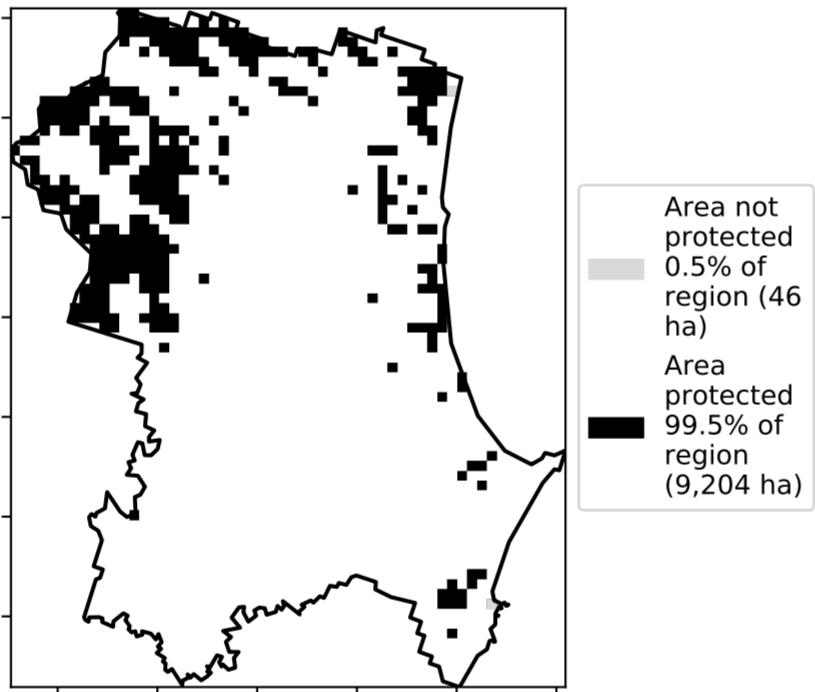 Area not
protected
0.5% of
region (46
ha)
Area
protected
99.5% of
region
(9,204 ha)